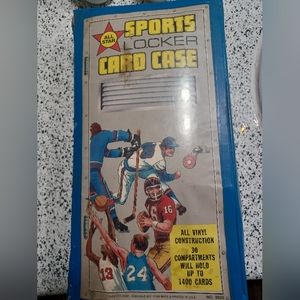 ALL
STAR
SPORTS
LOCKER
CARD CASE
16
ALL VINYL
CONSTRUCTION
30
COMPARTMENTS
WILL HOLD
UP TO
1400 CARDS
13
24